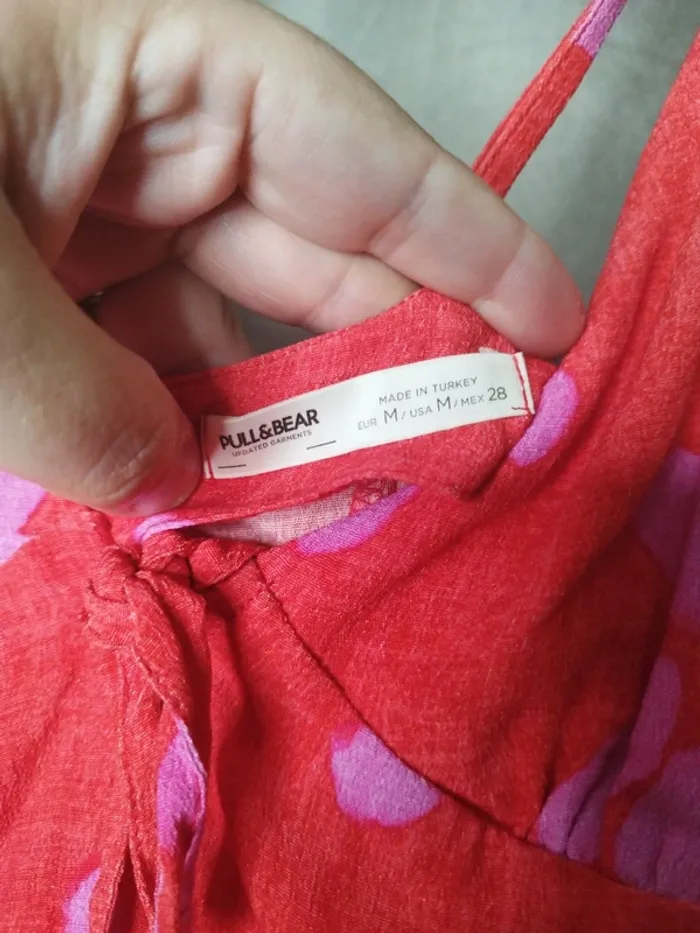 PULL&BEAR
UPDATED GARMENTS
MADE IN TURKEY
EUR M / USA M / MEX 28